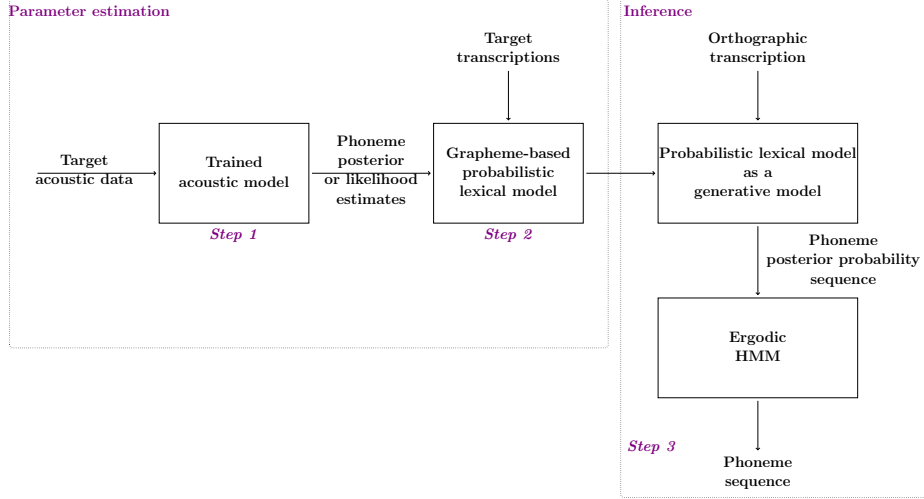 Parameter estimation
Target
transcriptions
Target
acoustic data
Trained
acoustic model
Step 1
Phoneme
posterior
or likelihood
estimates
Grapheme-based
probabilistic
lexical model
Step 2
Inference
Orthographic
transcription
Probabilistic lexical model
as a
generative model
Phoneme
posterior probability
sequence
Ergodic
HMM
Step 3
Phoneme
sequence